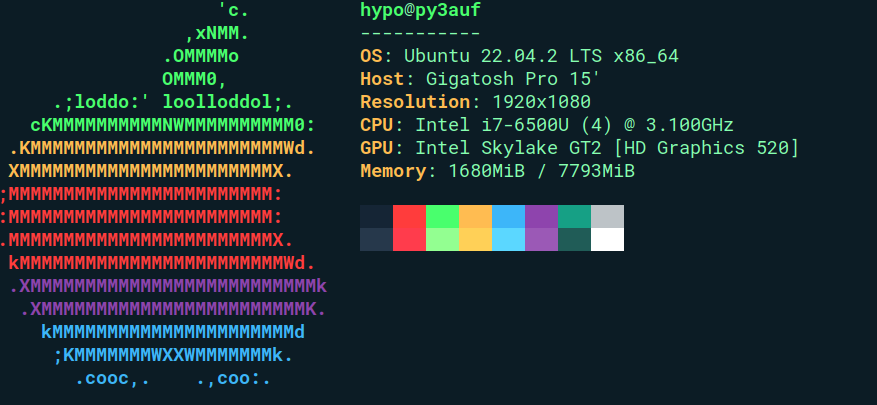 'c.
,xNMM.
.OMMMMo
OMMM0,
.;loddo:' loolloddol;.
cKMMMMMMMMMMNWMMMMMMMMMM0:
.KMMMMMMMMMMMMMMMMMMMMMMMWd.
XMMMMMMMMMMMMMMMMMMMMMMMX.
;MMMMMMMMMMMMMMMMMMMMMMMM:
:MMMMMMMMMMMMMMMMMMMMMMMM:
.MMMMMMMMMMMMMMMMMMMMMMMMX.
kMMMMMMMMMMMMMMMMMMMMMMMMWd.
.XMMMMMMMMMMMMMMMMMMMMMMMMMMk
.XMMMMMMMMMMMMMMMMMMMMMMMMK.
kMMMMMMMMMMMMMMMMMMMMMMd
;KMMMMMMMWXXWMMMMMMMk.
.cooc,. .,coo:.
hypo@py3auf
-----------
OS: Ubuntu 22.04.2 LTS x86_64
Host: Gigatosh Pro 15'
Resolution: 1920x1080
CPU: Intel i7-6500U (4) @ 3.100GHz
GPU: Intel Skylake GT2 [HD Graphics 520]
Memory: 1680MiB / 7793MiB